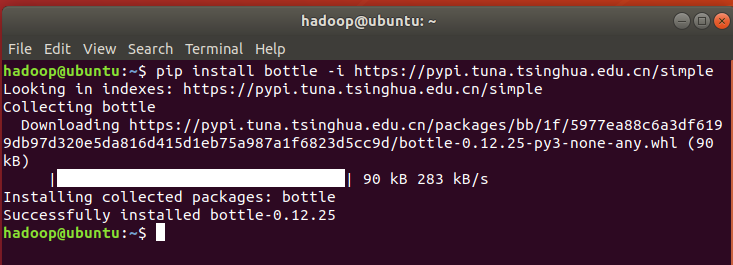 hadoop@ubuntu: ~
File Edit View Search Terminal Help
hadoop@ubuntu:~$ pip install bottle -i https://pypi.tuna.tsinghua.edu.cn/simple
Looking in indexes: https://pypi.tuna.tsinghua.edu.cn/simple
Collecting bottle
  Downloading https://pypi.tuna.tsinghua.edu.cn/packages/bb/1f/5977ea88c6a3df619
9db97d320e5da816d415d1eb75a987a1f6823d5cc9d/bottle-0.12.25-py3-none-any.whl (90
kB)
     |████████████████████████████████| 90 kB 283 kB/s
Installing collected packages: bottle
Successfully installed bottle-0.12.25
hadoop@ubuntu:~$